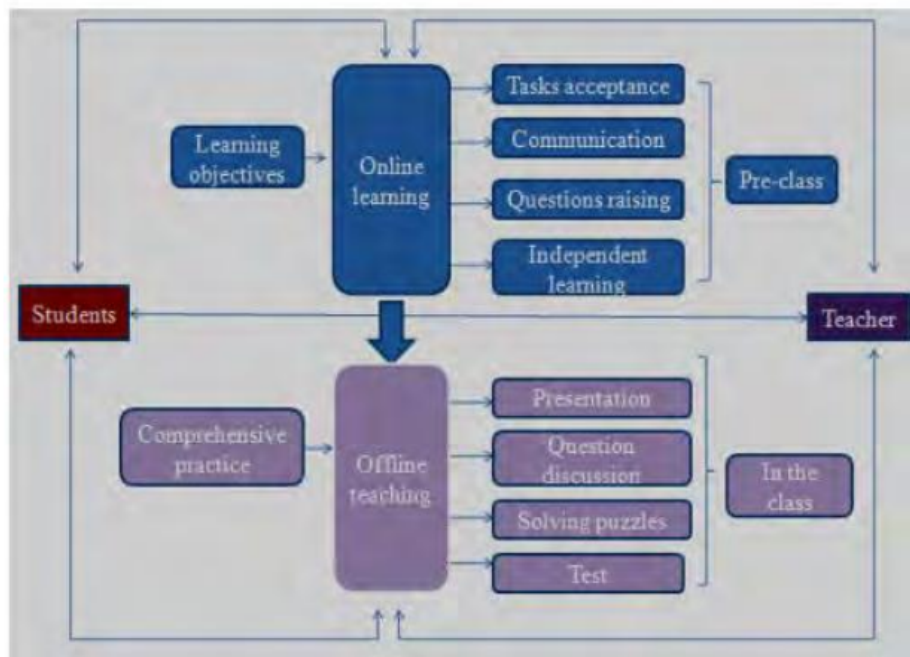 Tasks acceptance
Learning
objectives
Online
learning
Communication
Questions raising
Independent
learning
Pre-class
Students
Teacher
Comprehensive
practice
Offline
teaching
Presentation
Question
discussion
Solving puzzles
Test
In the
class